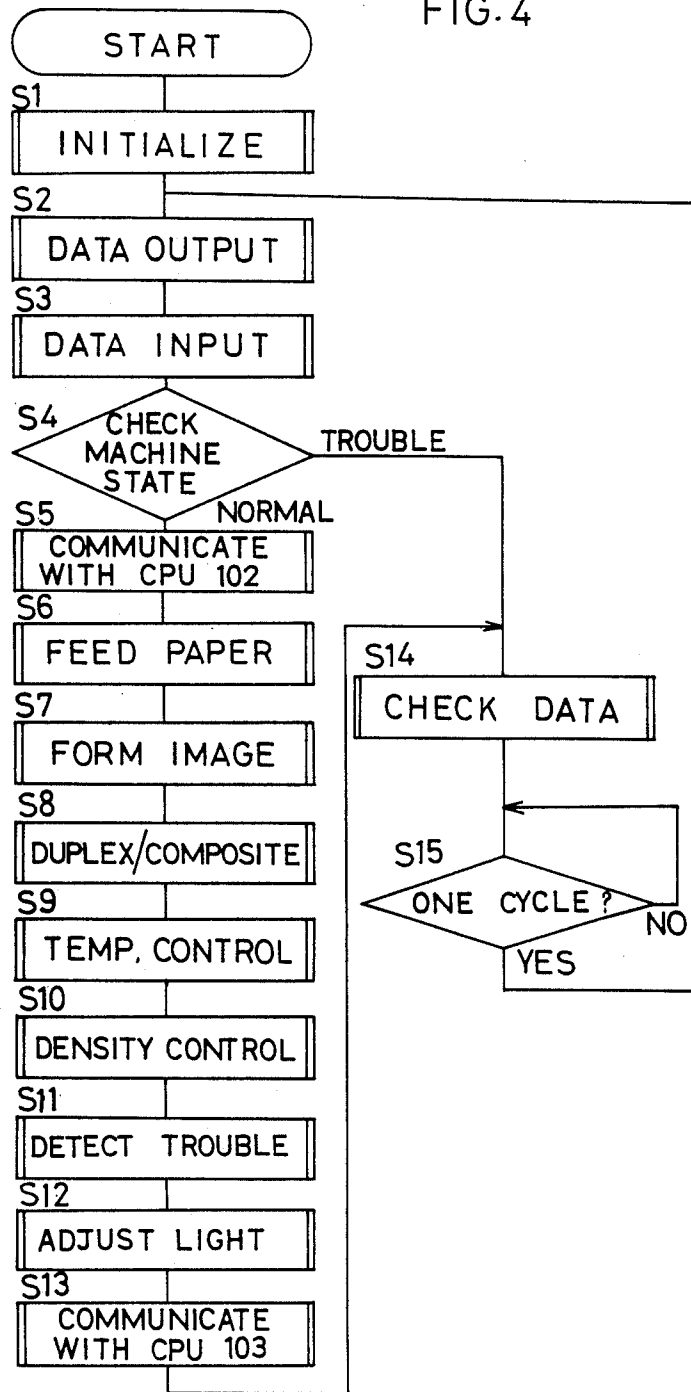 FIG. 4
START
S1
INITIALIZE
S2
DATA OUTPUT
S3
DATA INPUT
S4
CHECK
MACHINE
STATE
TROUBLE
NORMAL
S5
COMMUNICATE
WITH CPU 102
S6
FEED PAPER
S7
FORM IMAGE
S8
DUPLEX/COMPOSITE
S9
TEMP. CONTROL
S10
DENSITY CONTROL
S11
DETECT TROUBLE
S12
ADJUST LIGHT
S13
COMMUNICATE
WITH CPU 103
S14
CHECK DATA
S15
ONE CYCLE?
NO
YES